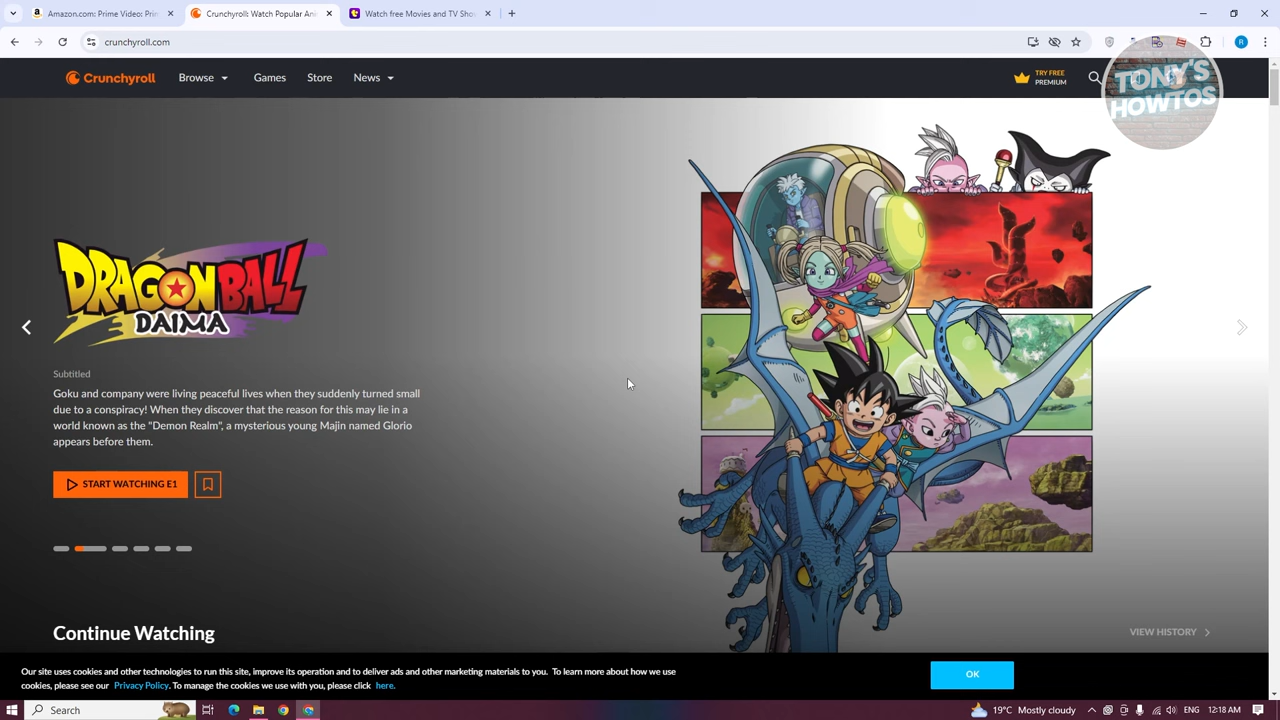 Amazon.com: Prime Video: Prim
Crunchyroll: Watch Popular Ani
Watch free Movies and TV Sho
crunchyroll.com
R
Crunchyroll
Browse
Games
Store
News
TRY FREE
PREMIUM
TONY'S
HOWTOS
DRAGON BALL
DAIMA
Subtitled
Goku and company were living peaceful lives when they suddenly turned small
due to a conspiracy! When they discover that the reason for this may lie in a
world known as the "Demon Realm", a mysterious young Majin named Glorio
appears before them.
START WATCHING E1
Continue Watching
VIEW HISTORY
Our site uses cookies and other technologies to run this site, improve its operation and to deliver ads and other marketing materials to you. To learn more about how we use
cookies, please see our Privacy Policy. To manage the cookies we use with you, please click here.
OK
Search
19°C Mostly cloudy
ENG
12:18 AM